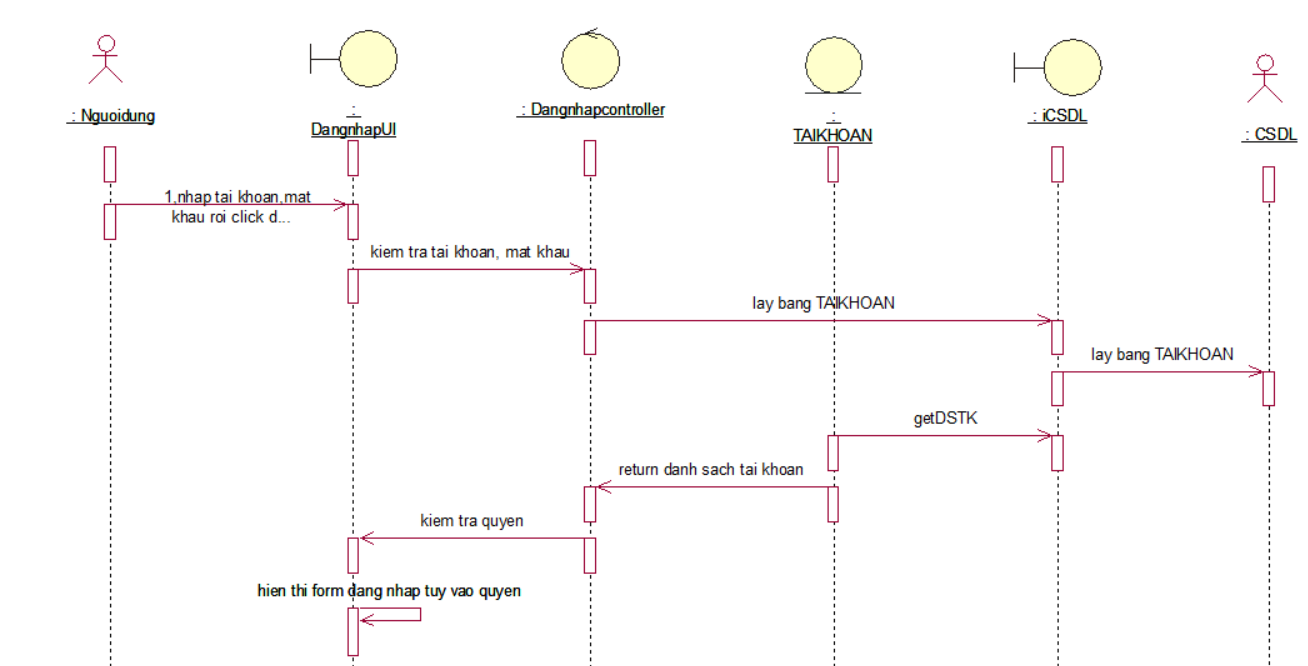 : Nguoidung
:
DangnhapUI
: Dangnhapcontroller
:
TAIKHOAN
: iCSDL
: CSDL
1,nhap tai khoan,mat
khau roi click d...
kiem tra tai khoan, mat khau
lay bang TAIKHOAN
lay bang TAIKHOAN
getDSTK
return danh sach tai khoan
kiem tra quyen
hien thi form dang nhap tuy vao quyen